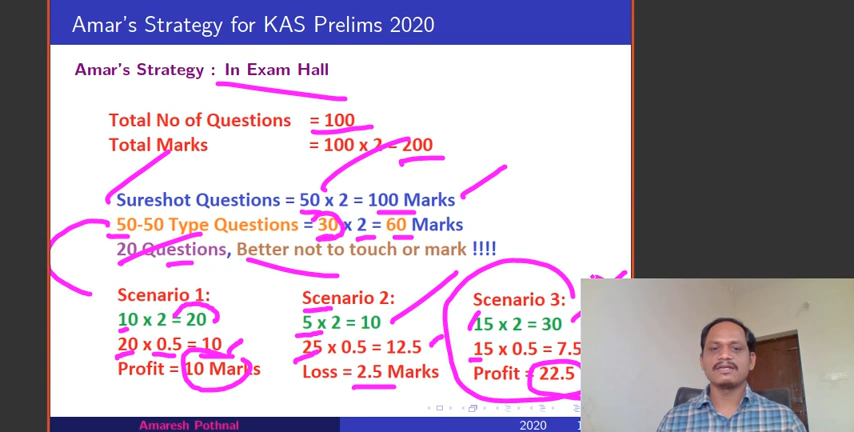 Amar's Strategy for KAS Prelims 2020
Amar's Strategy : In Exam Hall
Total No of Questions = 100
Total Marks = 100 x 2 = 200
Sureshot Questions = 50 x 2 = 100 Marks
50-50 Type Questions = 30 x 2 = 60 Marks
20 Questions, Better not to touch or mark !!!!
Scenario 1:
10 x 2 = 20
20 x 0.5 = 10
Profit = 10 Marks
Scenario 2:
5 x 2 = 10
25 x 0.5 = 12.5
Loss = 2.5 Marks
Scenario 3:
15 x 2 = 30
15 x 0.5 = 7.5
Profit = 22.5
Amaresh Pothnal 2020 1